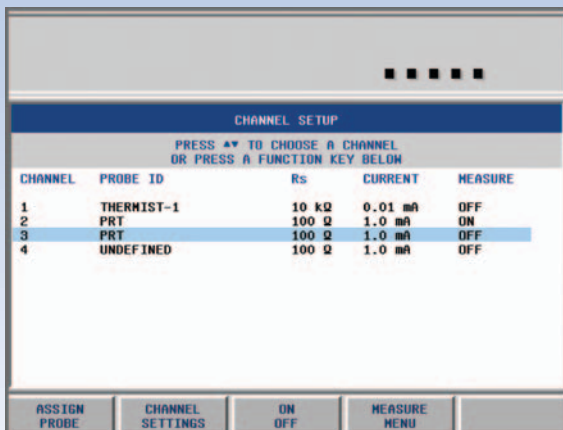 CHANNEL SETUP
PRESS ▲▼ TO CHOOSE A CHANNEL
OR PRESS A FUNCTION KEY BELOW
CHANNEL PROBE ID Rs CURRENT MEASURE
1 THERMIST-1 10 kΩ 0.01 mA OFF
2 PRT 100 Ω 1.0 mA ON
3 PRT 100 Ω 1.0 mA OFF
4 UNDEFINED 100 Ω 1.0 mA OFF
ASSIGN PROBE
CHANNEL SETTINGS
ON OFF
MEASURE MENU